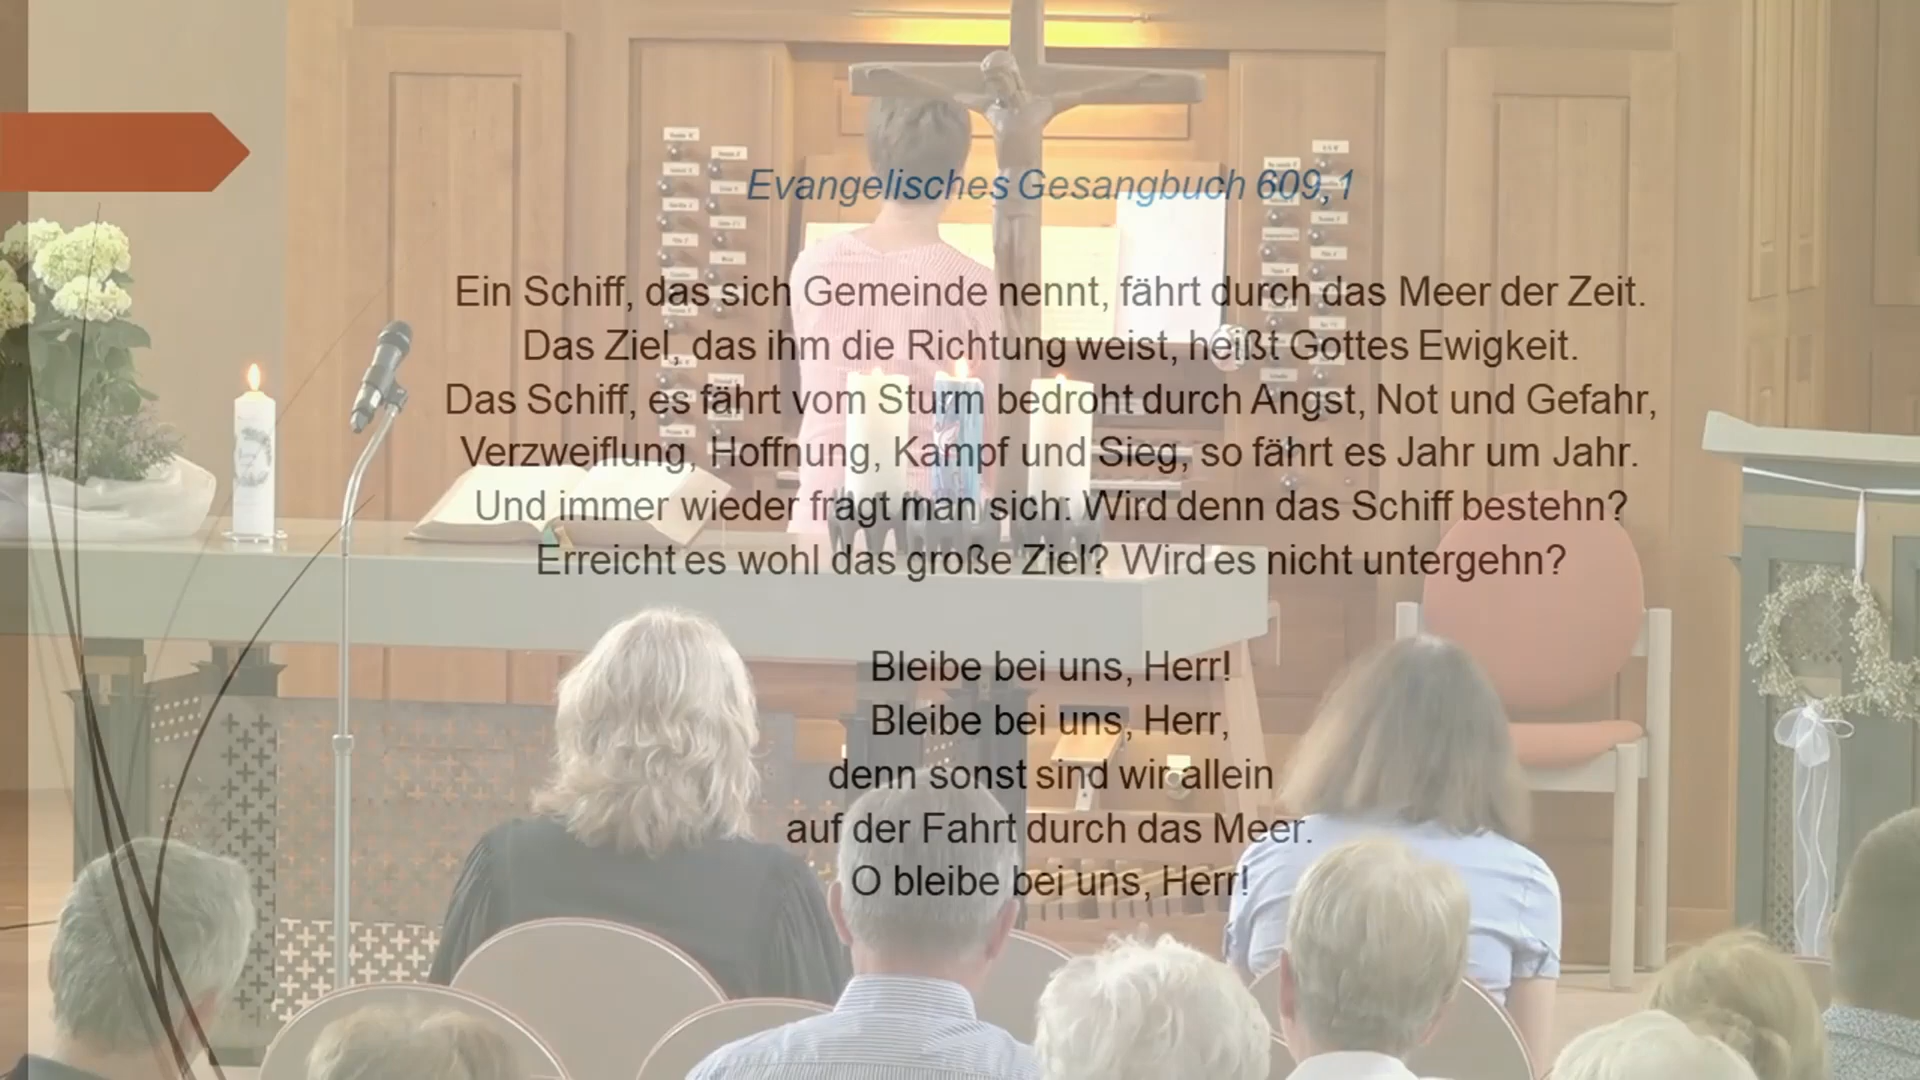 Evangelisches Gesangbuch 609,1
Ein Schiff, das sich Gemeinde nennt, fährt durch das Meer der Zeit.
Das Ziel, das ihm die Richtung weist, heißt Gottes Ewigkeit.
Das Schiff, es fährt vom Sturm bedroht durch Angst, Not und Gefahr,
Verzweiflung, Hoffnung, Kampf und Sieg, so fährt es Jahr um Jahr.
Und immer wieder fragt man sich: Wird denn das Schiff bestehn?
Erreicht es wohl das große Ziel? Wird es nicht untergehn?
Bleibe bei uns, Herr!
Bleibe bei uns, Herr,
denn sonst sind wir allein
auf der Fahrt durch das Meer.
O bleibe bei uns, Herr!